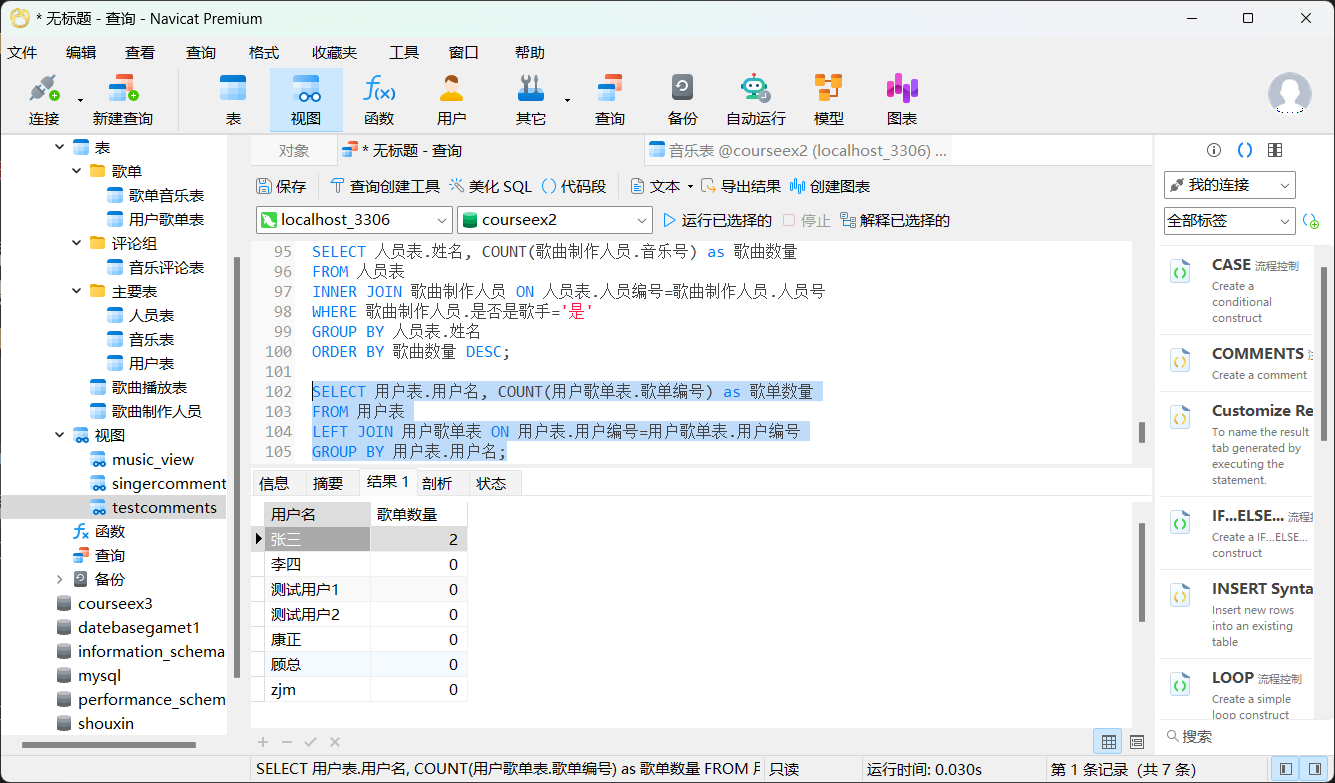 * 无标题 - 查询 - Navicat Premium
文件 编辑 查看 查询 格式 收藏夹 工具 窗口 帮助
连接 新建查询 表 视图 函数 用户 其它 查询 备份 自动运行 模型 图表
表
歌单
歌单音乐表
用户歌单表
评论组
音乐评论表
主要表
人员表
音乐表
用户表
歌曲播放表
歌曲制作人员
视图
music_view
singercomment
testcomments
函数
查询
备份
courseex3
datebasegamet1
information_schema
mysql
performance_schem
shouxin
对象 * 无标题 - 查询 音乐表 @courseex2 (localhost_3306) ...
保存 查询创建工具 美化 SQL () 代码段 文本 导出结果 创建图表
localhost_3306 courseex2 运行已选择的 停止 解释已选择的
95 SELECT 人员表.姓名, COUNT(歌曲制作人员.音乐号) as 歌曲数量
96 FROM 人员表
97 INNER JOIN 歌曲制作人员 ON 人员表.人员编号=歌曲制作人员.人员号
98 WHERE 歌曲制作人员.是否是歌手='是'
99 GROUP BY 人员表.姓名
100 ORDER BY 歌曲数量 DESC;
101
102 SELECT 用户表.用户名, COUNT(用户歌单表.歌单编号) as 歌单数量
103 FROM 用户表
104 LEFT JOIN 用户歌单表 ON 用户表.用户编号=用户歌单表.用户编号
105 GROUP BY 用户表.用户名;
信息 摘要 结果 1 剖析 状态
用户名 歌单数量
张三 2
李四 0
测试用户1 0
测试用户2 0
康正 0
顾总 0
zjm 0
SELECT 用户表.用户名, COUNT(用户歌单表.歌单编号) as 歌单数量 FROM 只读 运行时间: 0.030s 第 1 条记录 (共 7 条)
我的连接
全部标签
CASE 流程控制
Create a
conditional
construct
COMMENTS
Create a comment
Customize Re
To name the result
tab generated by
executing the
statement.
IF...ELSE... 流程
Create a IF...ELSE...
construct
INSERT Synta
Insert new rows
into an existing
table
LOOP 流程控制
Create a simple
loop construct
搜索